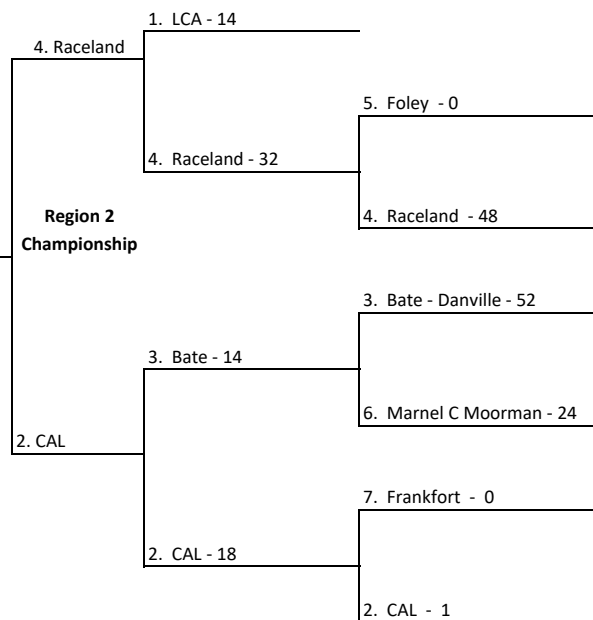 1. LCA - 14
4. Raceland
5. Foley - 0
4. Raceland - 32
4. Raceland - 48
Region 2
Championship
3. Bate - Danville - 52
3. Bate - 14
6. Marnel C Moorman - 24
2. CAL
7. Frankfort - 0
2. CAL - 18
2. CAL - 1